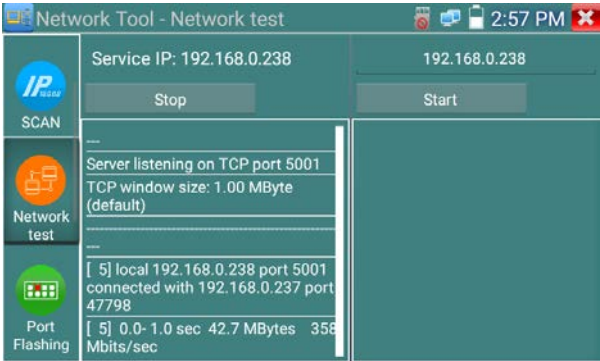 Network Tool - Network test
2:57 PM
IP
SCAN
Network
test
Port
Flashing
Service IP: 192.168.0.238
Stop
---
Server listening on TCP port 5001
TCP window size: 1.00 MByte
(default)
------------------------------------------------------------
---
[ 5] local 192.168.0.238 port 5001
connected with 192.168.0.237 port
47798
[ 5] 0.0- 1.0 sec 42.7 MBytes 358
Mbits/sec
192.168.0.238
Start